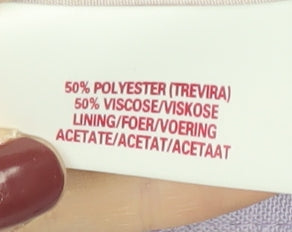 50% POLYESTER (TREVIRA)
50% VISCOSE/VISKOSE
LINING/FOER/VOERING
ACETATE/ACETAT/ACETAAT